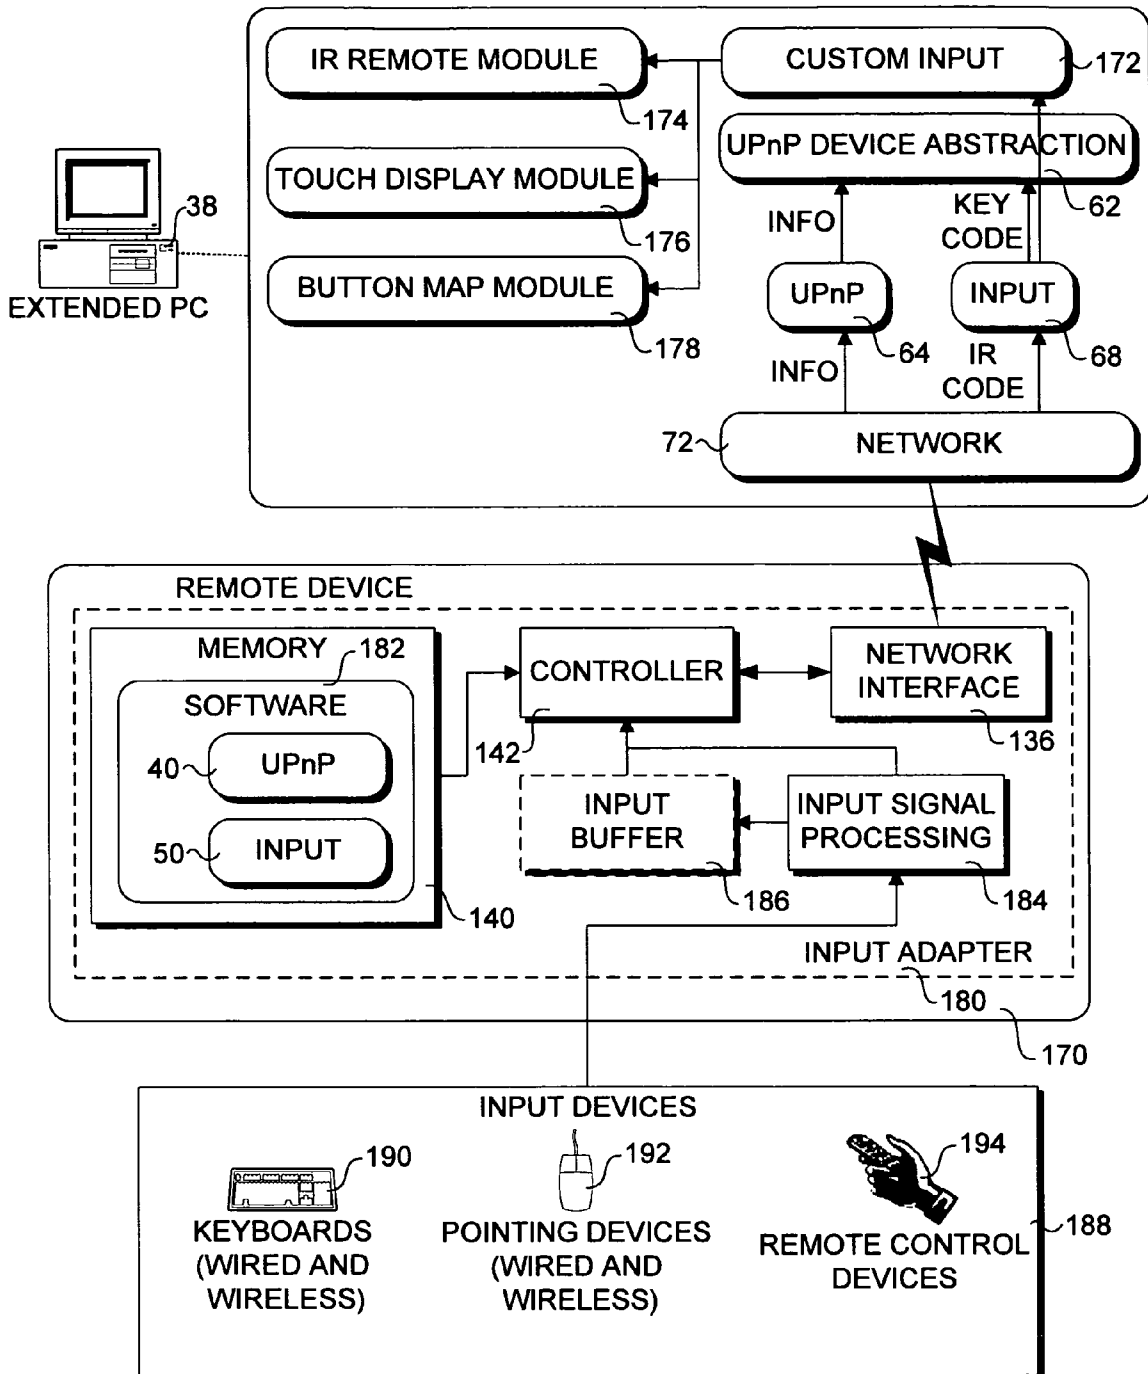 IR REMOTE MODULE
174
CUSTOM INPUT
172
UPnP DEVICE ABSTRACTION
62
TOUCH DISPLAY MODULE
176
38
EXTENDED PC
INFO
KEY
CODE
BUTTON MAP MODULE
178
UPnP
64
INPUT
68
INFO
IR
CODE
72
NETWORK
REMOTE DEVICE
MEMORY
182
SOFTWARE
40
UPnP
50
INPUT
140
CONTROLLER
142
NETWORK
INTERFACE
136
INPUT
BUFFER
186
INPUT SIGNAL
PROCESSING
184
INPUT ADAPTER
180
170
INPUT DEVICES
190
KEYBOARDS
(WIRED AND
WIRELESS)
192
POINTING DEVICES
(WIRED AND
WIRELESS)
194
REMOTE CONTROL
DEVICES
188